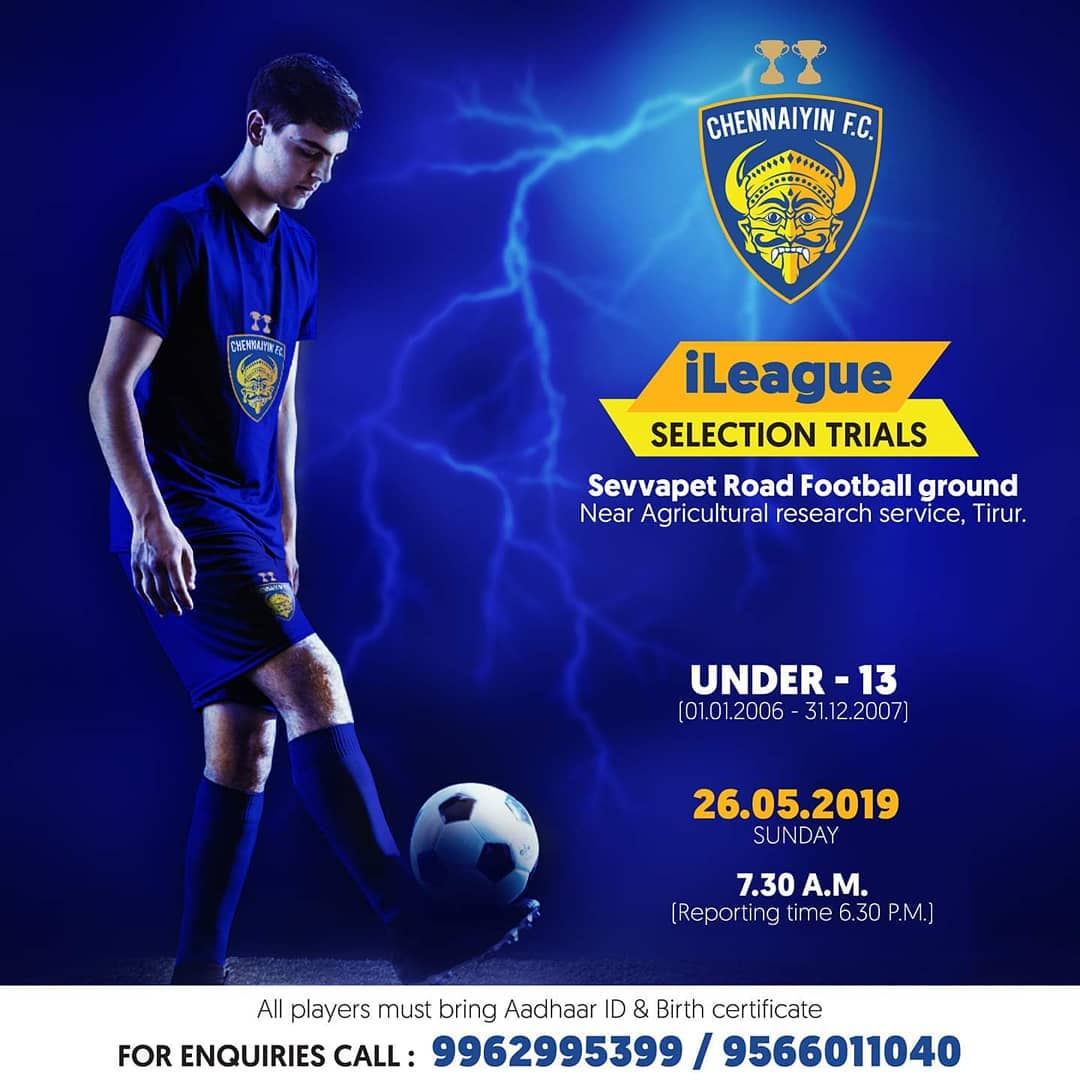 CHENNAIYIN F.C.
CHENNAIYIN F.C.
iLeague
SELECTION TRIALS
Sevvapet Road Football ground
Near Agricultural research service, Tirur.
UNDER - 13
(01.01.2006 - 31.12.2007)
26.05.2019
SUNDAY
7.30 A.M.
(Reporting time 6.30 P.M.)
All players must bring Aadhaar ID & Birth certificate
FOR ENQUIRIES CALL : 9962995399 / 9566011040